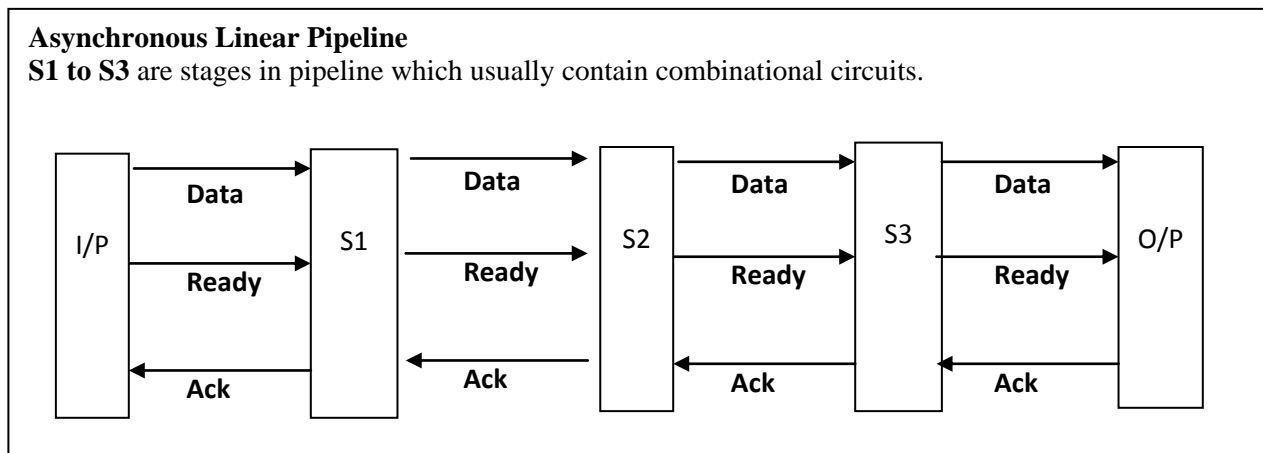 Asynchronous Linear Pipeline
S1 to S3 are stages in pipeline which usually contain combinational circuits.
I/P
Data
Ready
Ack
S1
Data
Ready
Ack
S2
Data
Ready
Ack
S3
Data
Ready
Ack
O/P